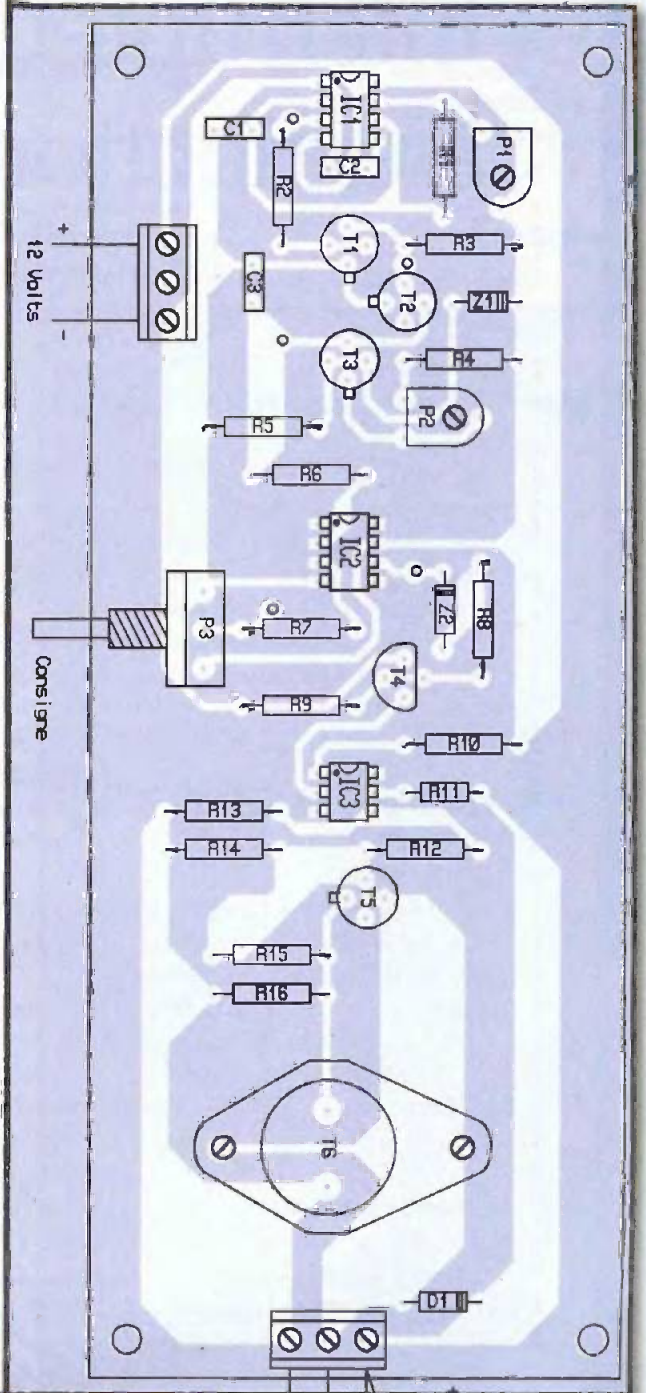 IC1
C1
R1
P1
C2
R2
T1
R3
C3
T2
Z1
+
12 Volts
-
T3
R4
P2
R5
R6
IC2
Z2
R8
P3
R7
T4
Consigne
R9
R10
IC3
R11
R13
R14
R12
T5
R15
R16
T6
D1